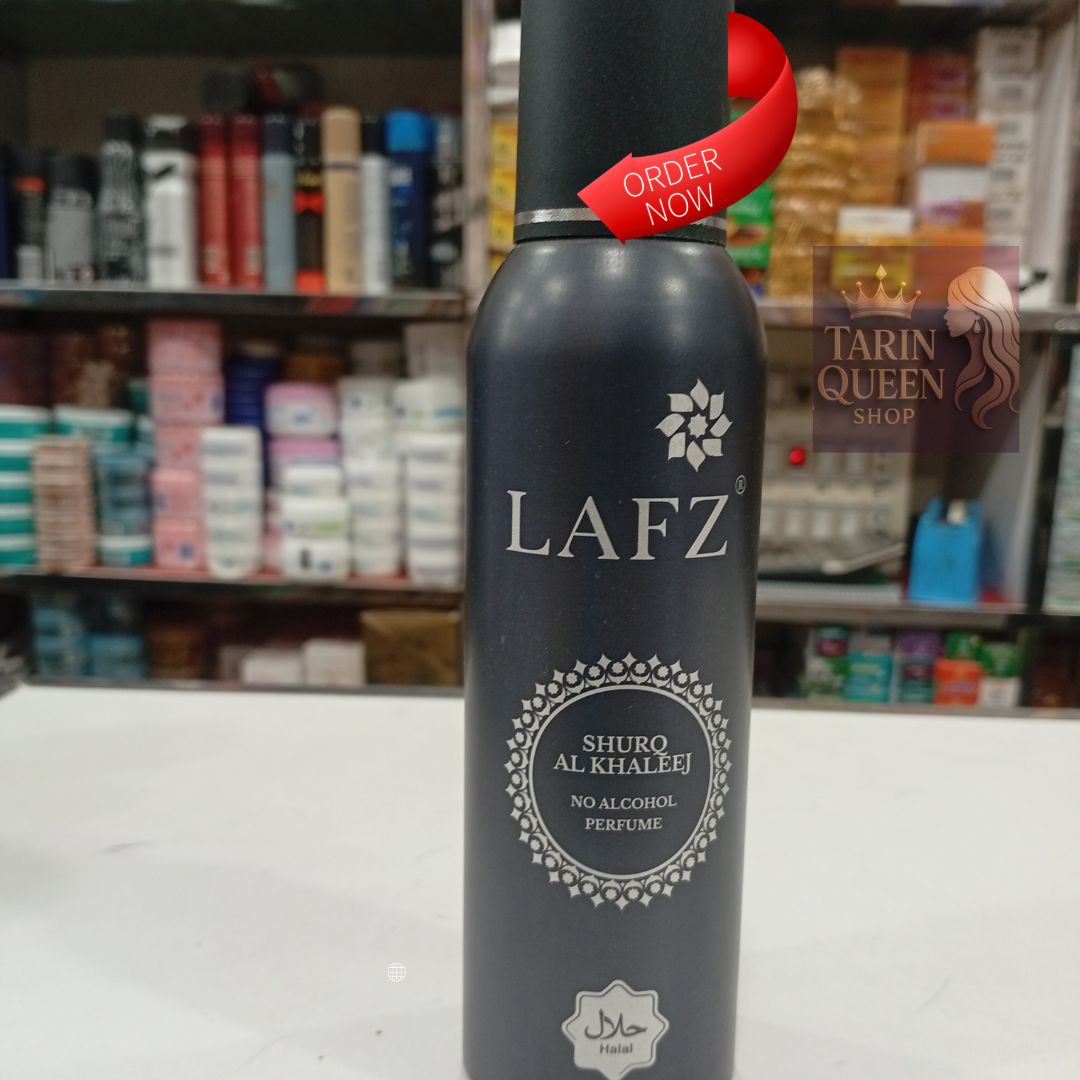 ORDER
NOW
TARIN
QUEEN
SHOP
LAFZ®
SHURQ
AL KHALEEJ
NO ALCOHOL
PERFUME
حلال
Halal